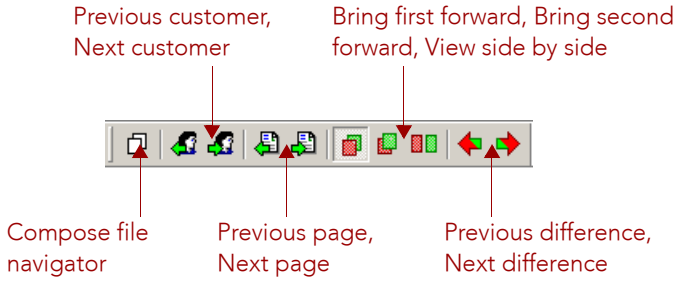 Previous customer,
Next customer
Bring first forward, Bring second
forward, View side by side
Compose file
navigator
Previous page,
Next page
Previous difference,
Next difference